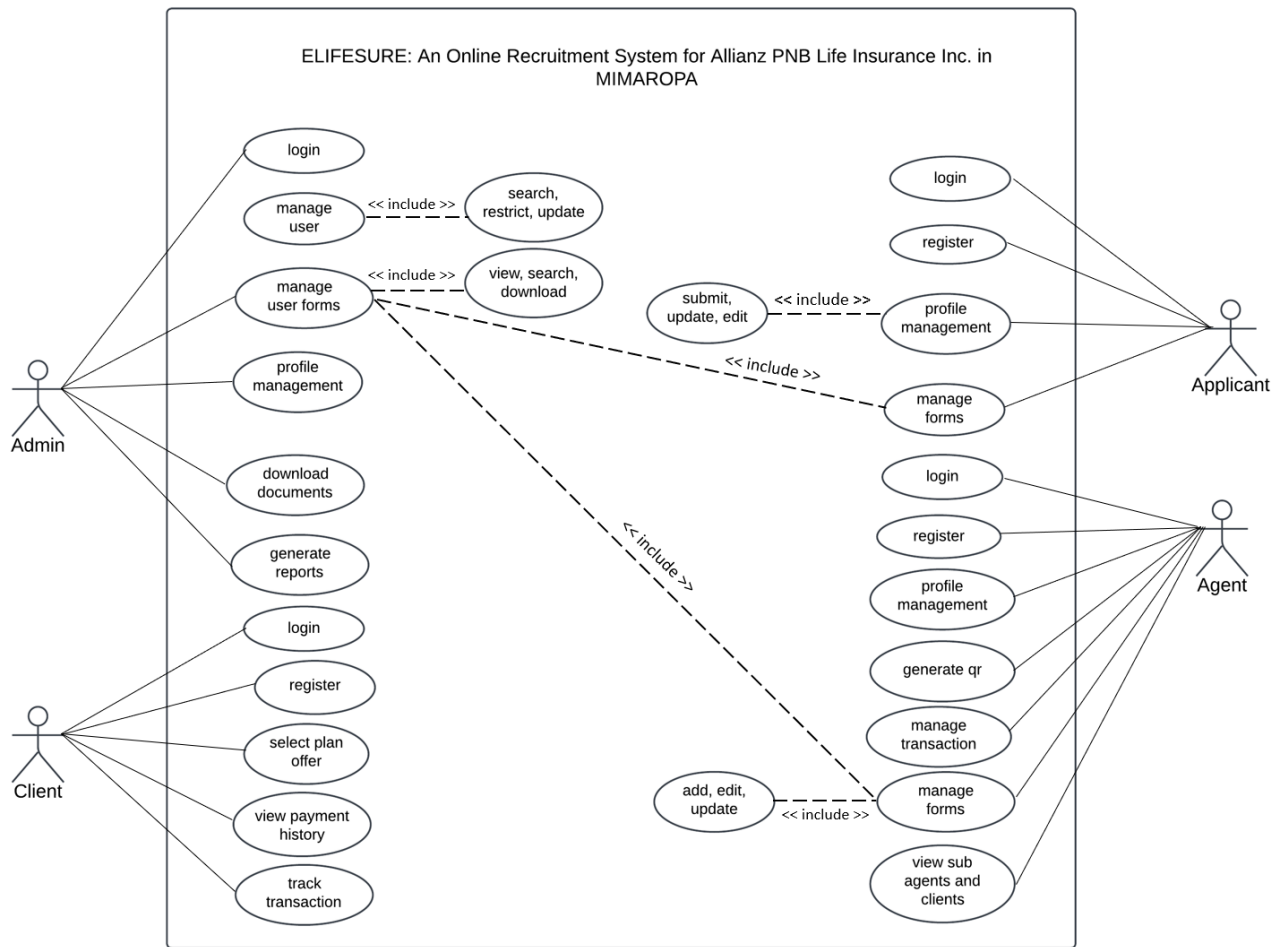 ELIFESURE: An Online Recruitment System for Allianz PNB Life Insurance Inc. in
MIMAROPA
login
manage
user
<< include >>
search,
restrict, update
manage
user forms
<< include >>
view, search,
download
profile
management
download
documents
generate
reports
Admin
login
register
select plan
offer
view payment
history
track
transaction
Client
login
register
submit,
update, edit
<< include >>
profile
management
<< include >>
manage
forms
Applicant
login
register
profile
management
generate qr
manage
transaction
<< include >>
add, edit,
update
<< include >>
manage
forms
view sub
agents and
clients
Agent